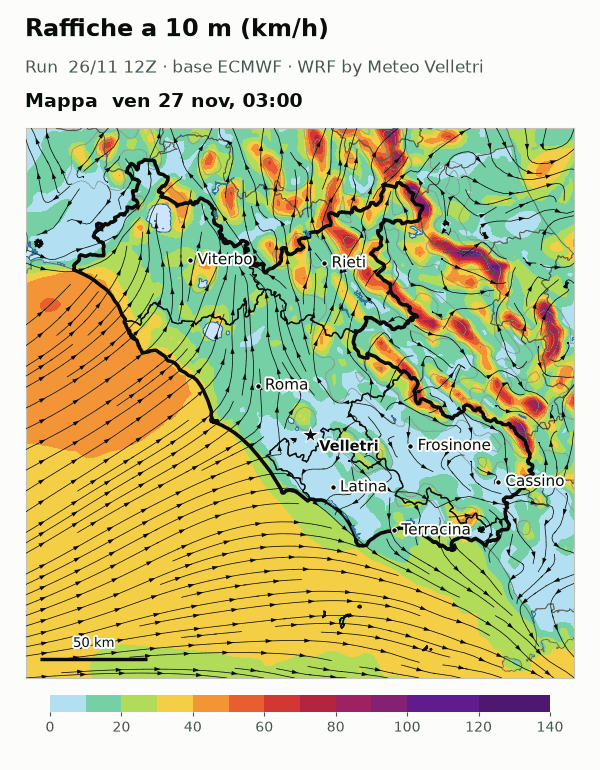 Raffiche a 10 m (km/h)
Run  26/11 12Z · base ECMWF · WRF by Meteo Velletri
Mappa  ven 27 nov, 03:00
Viterbo
Rieti
Roma
Velletri
Frosinone
Cassino
Latina
Terracina
50 km
0 20 40 60 80 100 120 140